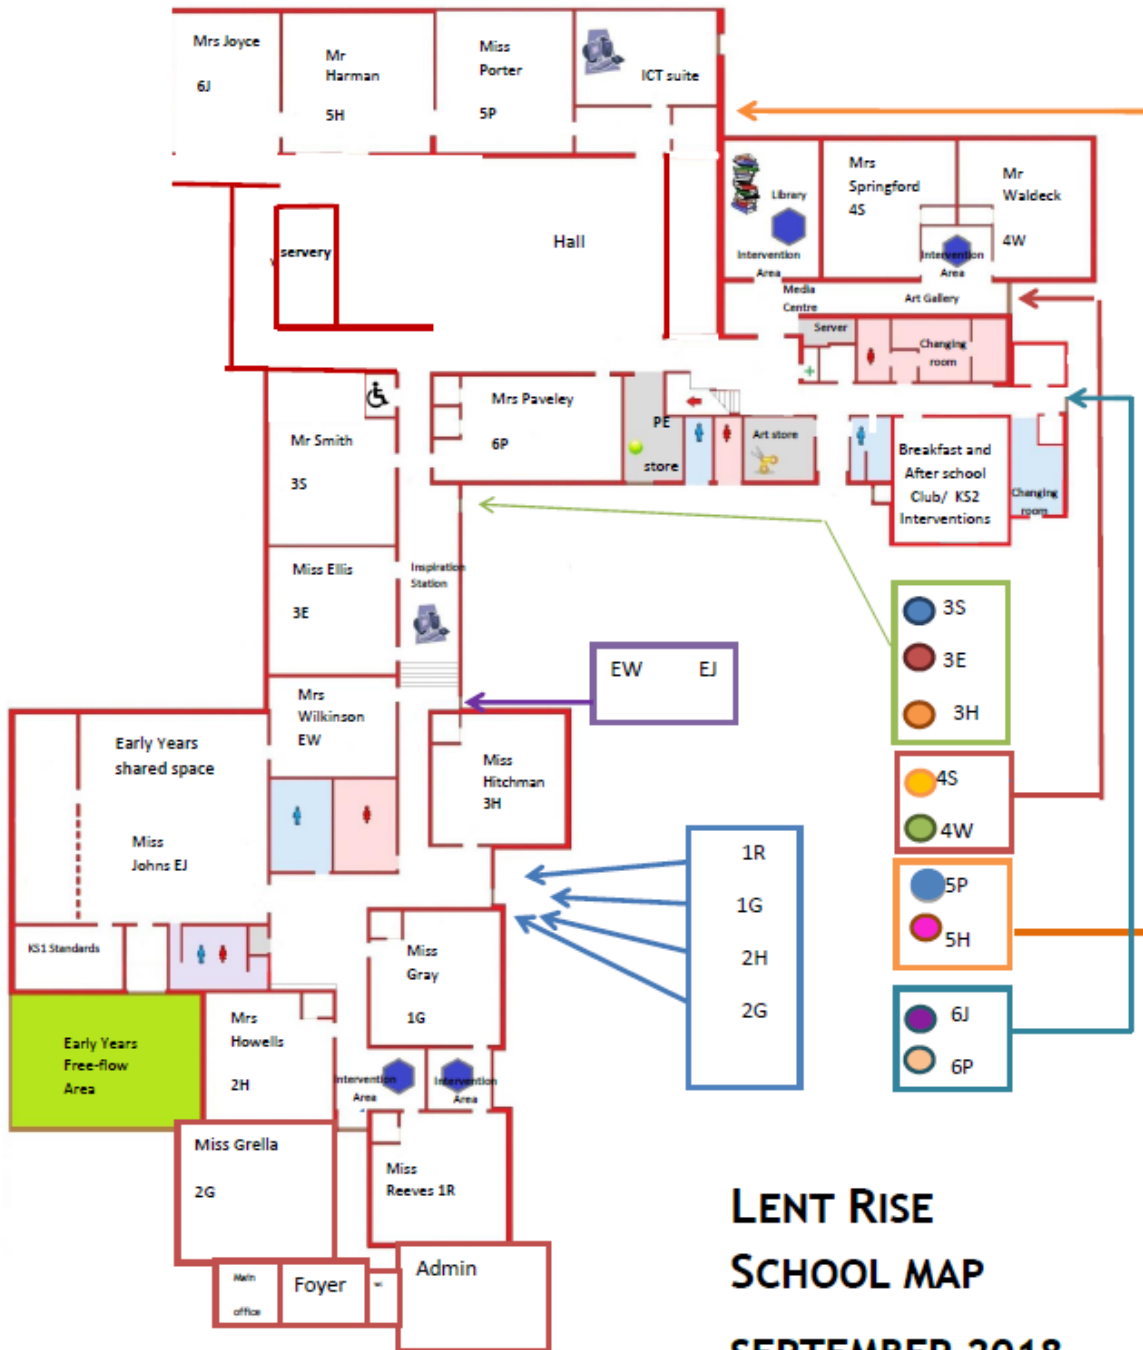 Mrs Joyce
6J
Mr
Harman
5H
Miss
Porter
5P
ICT suite
Library
Intervention
Area
Mrs
Springford
4S
Mr
Waldeck
4W
Intervention
Area
Hall
servery
Media
Centre
Art Gallery
Server
Changing
room
Mrs Paveley
6P
PE
store
Art store
Breakfast and
After school
Club/ KS2
Interventions
Changing
room
Mr Smith
3S
Miss Ellis
3E
Inspiration
Station
Mrs
Wilkinson
EW
EW EJ
3S
3E
3H
4S
4W
5P
5H
6J
6P
Early Years
shared space
Miss
Johns EJ
Miss
Hitchman
3H
1R
1G
2H
2G
KS1 Standards
Miss
Gray
1G
Early Years
Free-flow
Area
Mrs
Howells
2H
Intervention
Area
Intervention
Area
Miss Grella
2G
Miss
Reeves 1R
Main
office
Foyer
Admin
LENT RISE
SCHOOL MAP
SEPTEMBER 2018